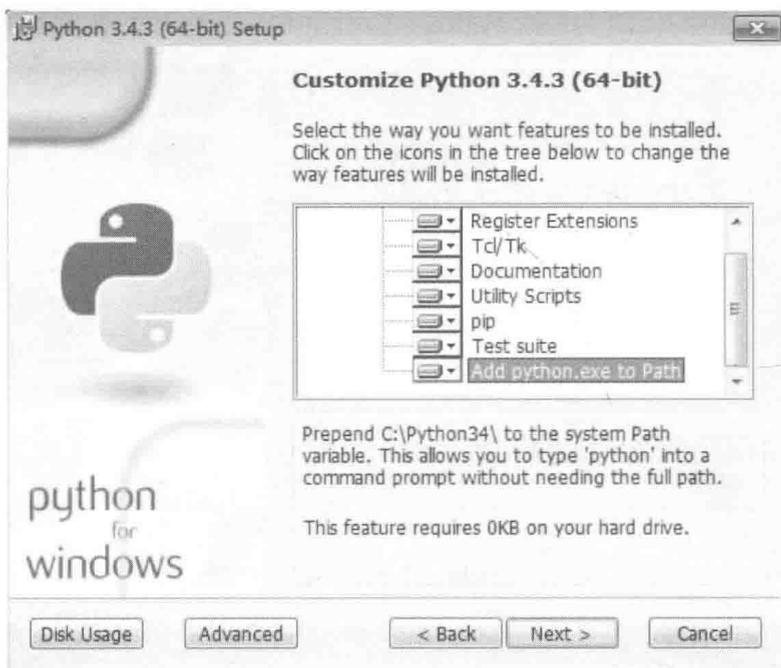 Python 3.4.3 (64-bit) Setup
Customize Python 3.4.3 (64-bit)
Select the way you want features to be installed.
Click on the icons in the tree below to change the
way features will be installed.
Register Extensions
Tcl/Tk
Documentation
Utility Scripts
pip
Test suite
Add python.exe to Path
Prepend C:\Python34\ to the system Path
variable. This allows you to type 'python' into a
command prompt without needing the full path.
This feature requires 0KB on your hard drive.
python
for
windows
Disk Usage
Advanced
< Back
Next >
Cancel